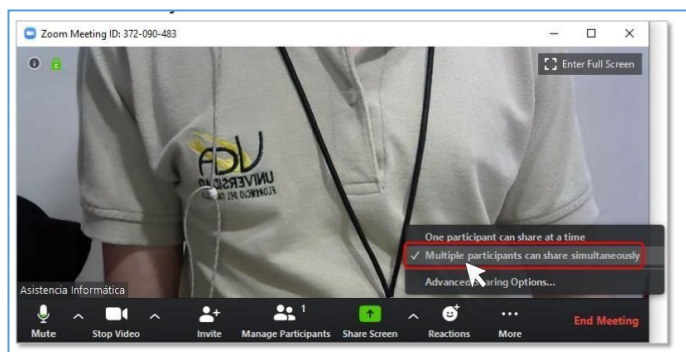 Zoom Meeting ID: 372-090-483
Enter Full Screen
UCA
UNIVERSIDAD
One participant can share at a time
Multiple participants can share simultaneously
Advanced Sharing Options...
Asistencia Informática
1
Mute
Stop Video
Invite
Manage Participants
Share Screen
Reactions
More
End Meeting